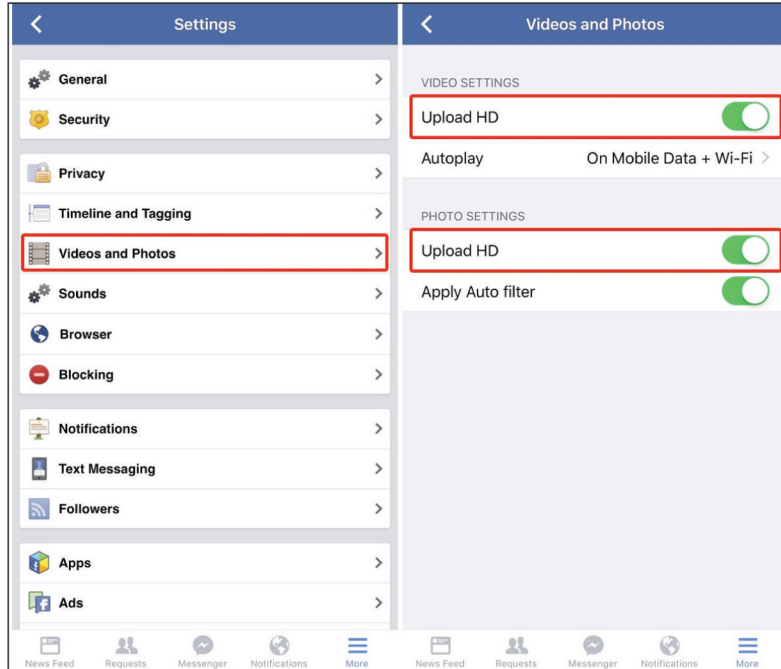 Settings
General
Security
Privacy
Timeline and Tagging
Videos and Photos
Sounds
Browser
Blocking
Notifications
Text Messaging
Followers
Apps
Ads
News Feed Requests Messenger Notifications More
Videos and Photos
VIDEO SETTINGS
Upload HD
Autoplay On Mobile Data + Wi-Fi
PHOTO SETTINGS
Upload HD
Apply Auto filter
News Feed Requests Messenger Notifications More